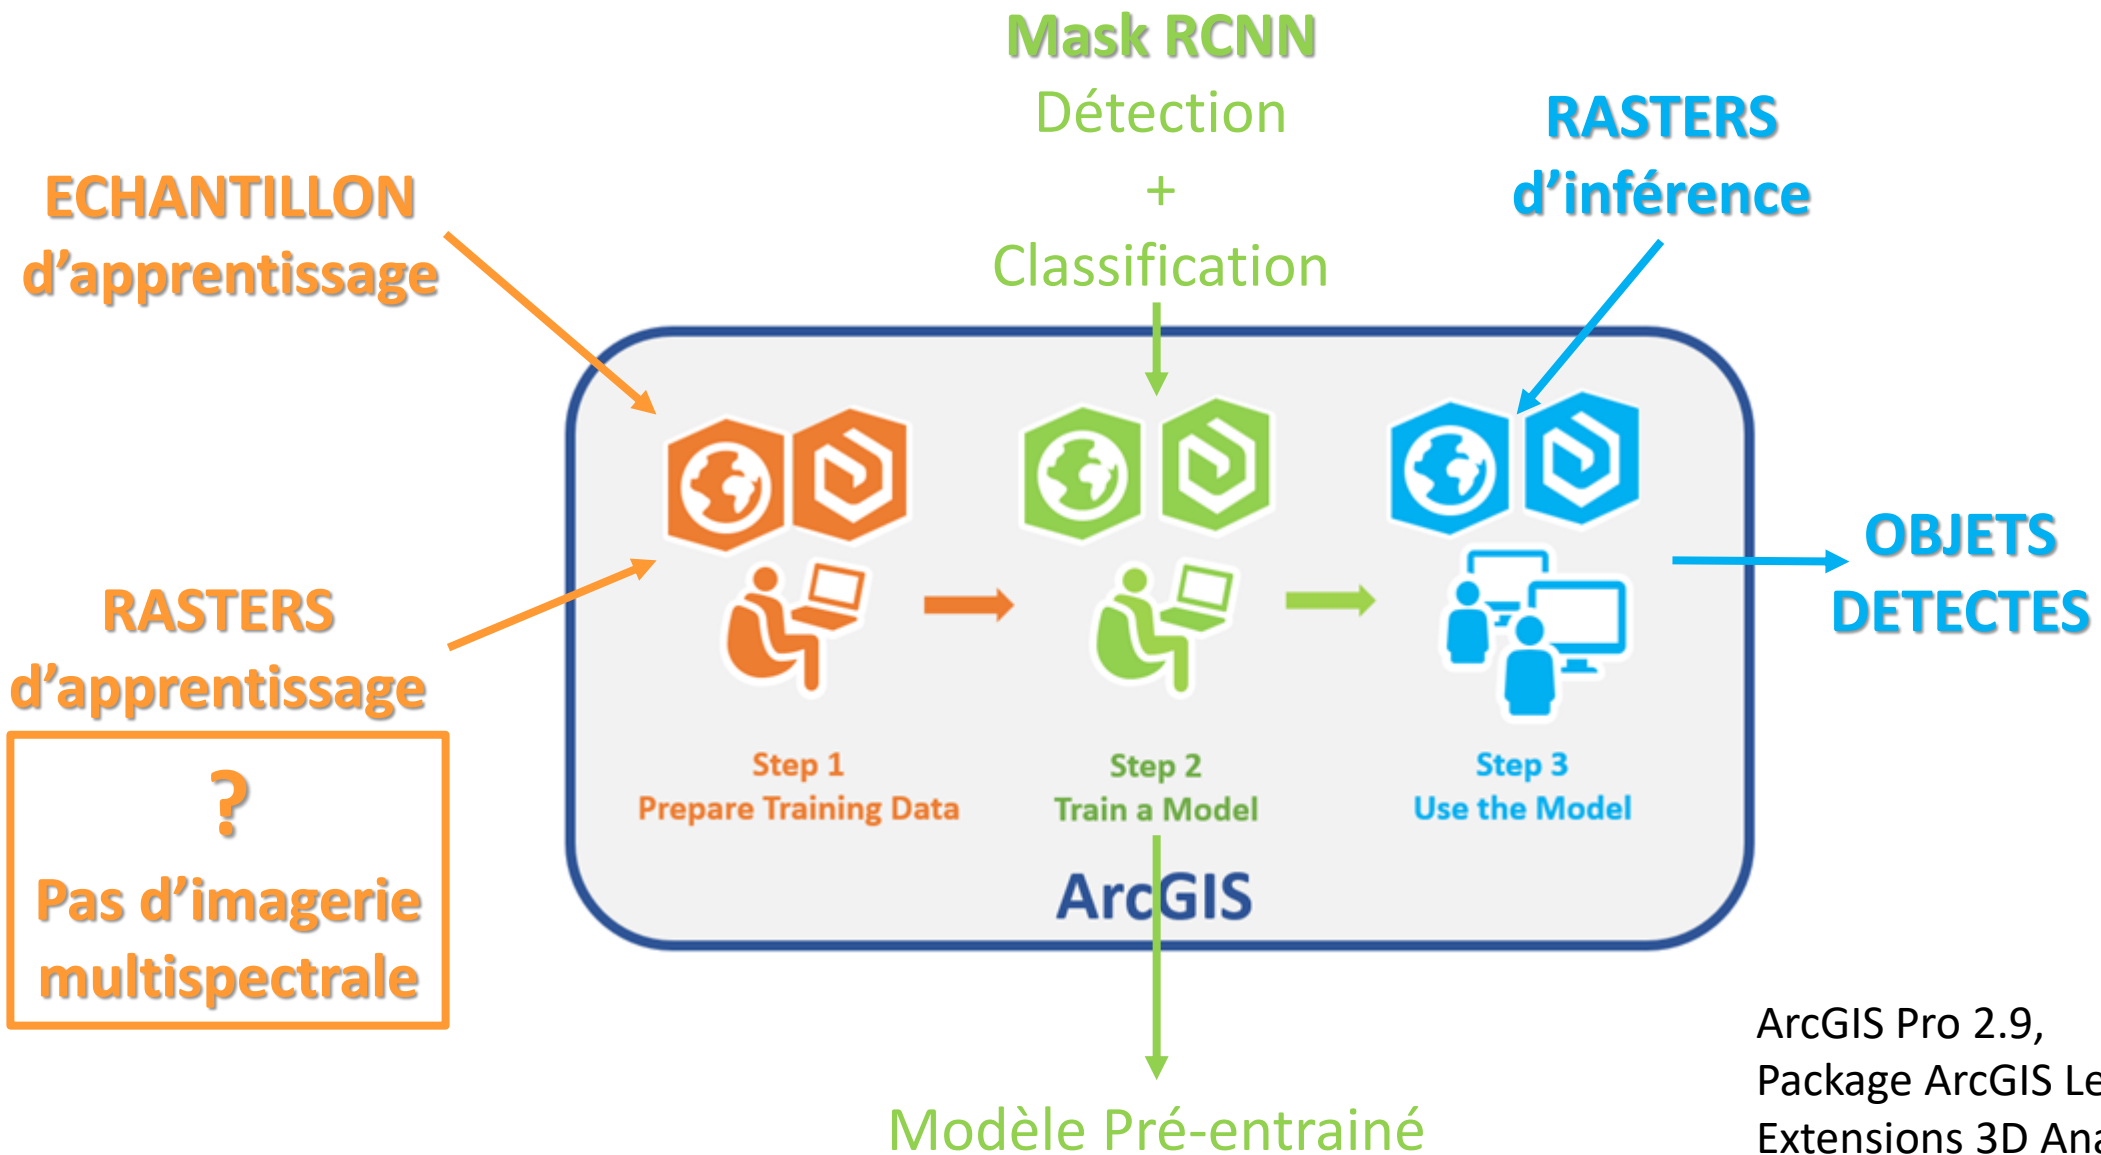 Mask RCNN
Détection
+
Classification
RASTERS
d’inférence
ECHANTILLON
d’apprentissage
RASTERS
d’apprentissage
?
Pas d’imagerie
multispectrale
Step 1
Prepare Training Data
Step 2
Train a Model
Step 3
Use the Model
ArcGIS
OBJETS
DETECTES
Modèle Pré-entrainé
ArcGIS Pro 2.9,
Package ArcGIS
Extensions 3D